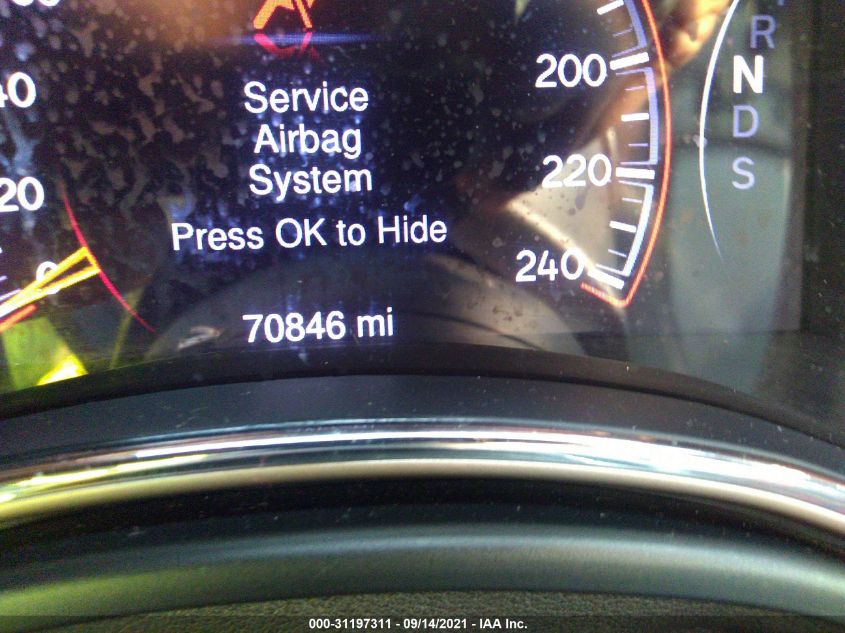 40
20
0
Service
Airbag
System
Press OK to Hide
70846 mi
200
220
240
R
N
D
S
000-31197311 - 09/14/2021 - IAA Inc.